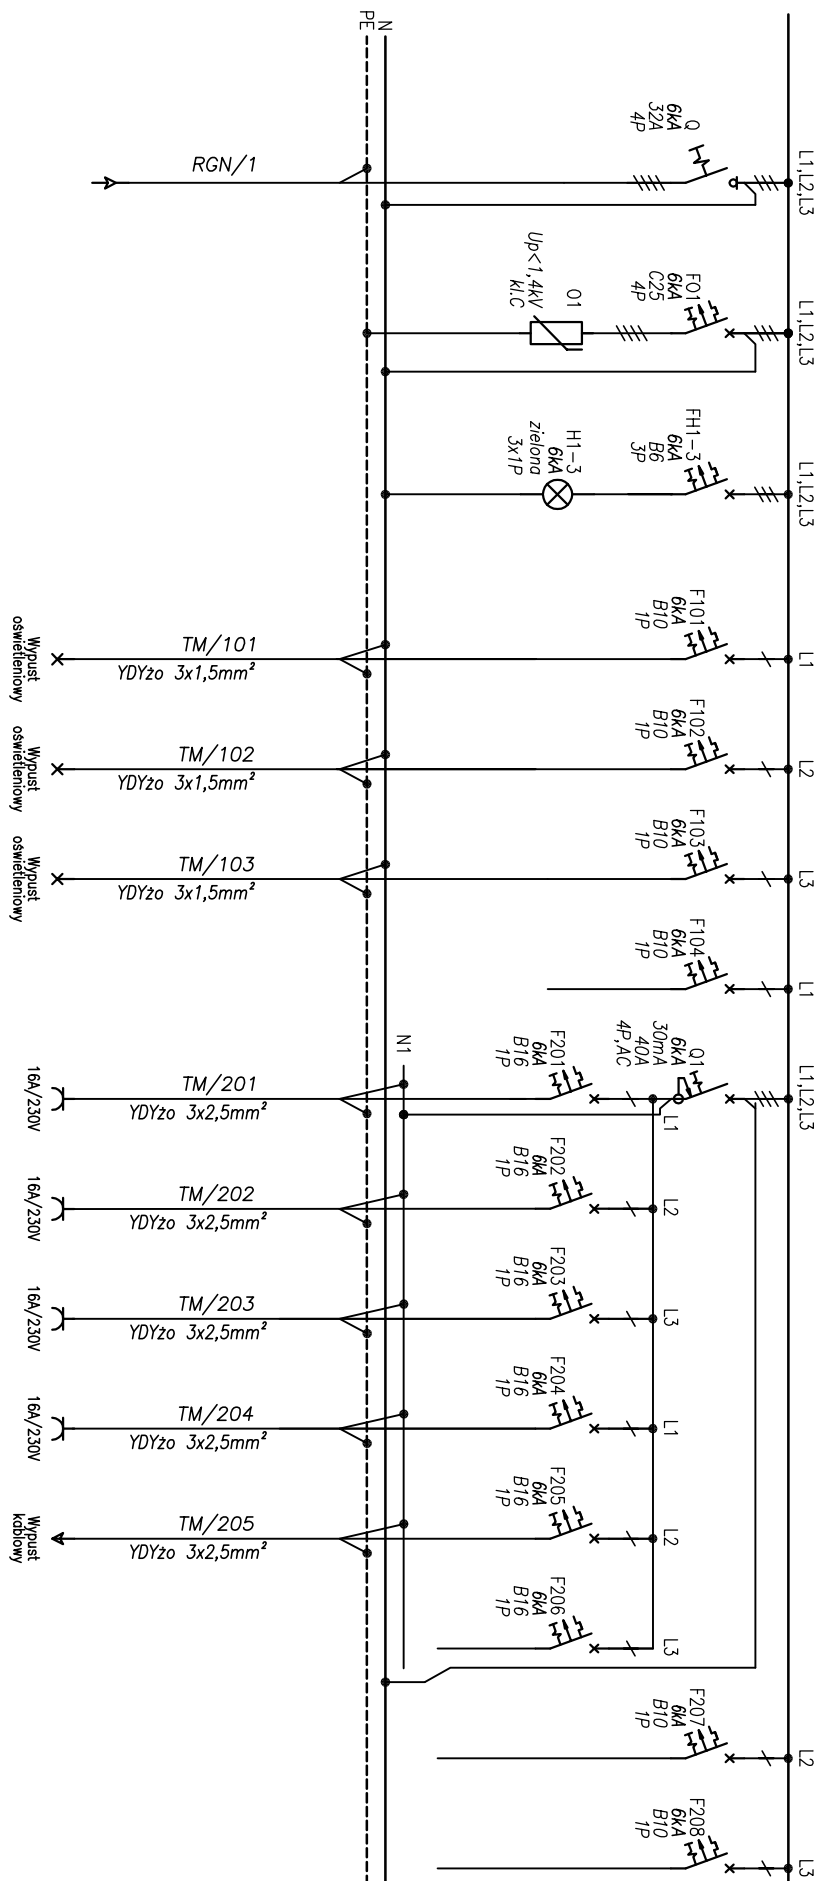 L1,L2,L3
Q
6kA
32A
4P
RGN/1
PE
N
L1,L2,L3
FO1
6kA
C25
4P
O1
Up<1,4kV
kl.C
L1,L2,L3
FH1-3
6kA
B6
3P
H1-3
6kA
zielona
3x1P
L1
F101
6kA
B10
1P
TM/101
YDYżo 3x1,5mm²
Wypust
oświetleniowy
L2
F102
6kA
B10
1P
TM/102
YDYżo 3x1,5mm²
Wypust
oświetleniowy
L3
F103
6kA
B10
1P
TM/103
YDYżo 3x1,5mm²
Wypust
oświetleniowy
L1
F104
6kA
B10
1P
L1,L2,L3
Q1
6kA
30mA
40A
4P,AC
N1
L1
F201
6kA
B16
1P
TM/201
YDYżo 3x2,5mm²
16A/230V
L2
F202
6kA
B16
1P
TM/202
YDYżo 3x2,5mm²
16A/230V
L3
F203
6kA
B16
1P
TM/203
YDYżo 3x2,5mm²
16A/230V
L1
F204
6kA
B16
1P
TM/204
YDYżo 3x2,5mm²
16A/230V
L2
F205
6kA
B16
1P
TM/205
YDYżo 3x2,5mm²
Wypust
kablowy
L3
F206
6kA
B16
1P
L2
F207
6kA
B10
1P
L3
F208
6kA
B10
1P